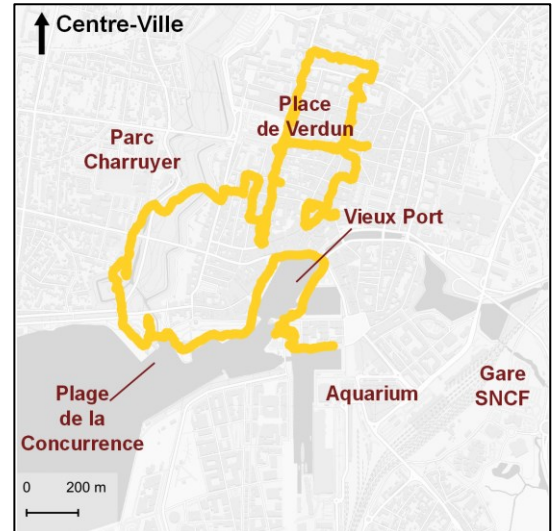 Centre-Ville
Place
de Verdun
Parc
Charruyer
Vieux Port
Plage
de la
Concurrence
Aquarium
Gare
SNCF
0 200 m